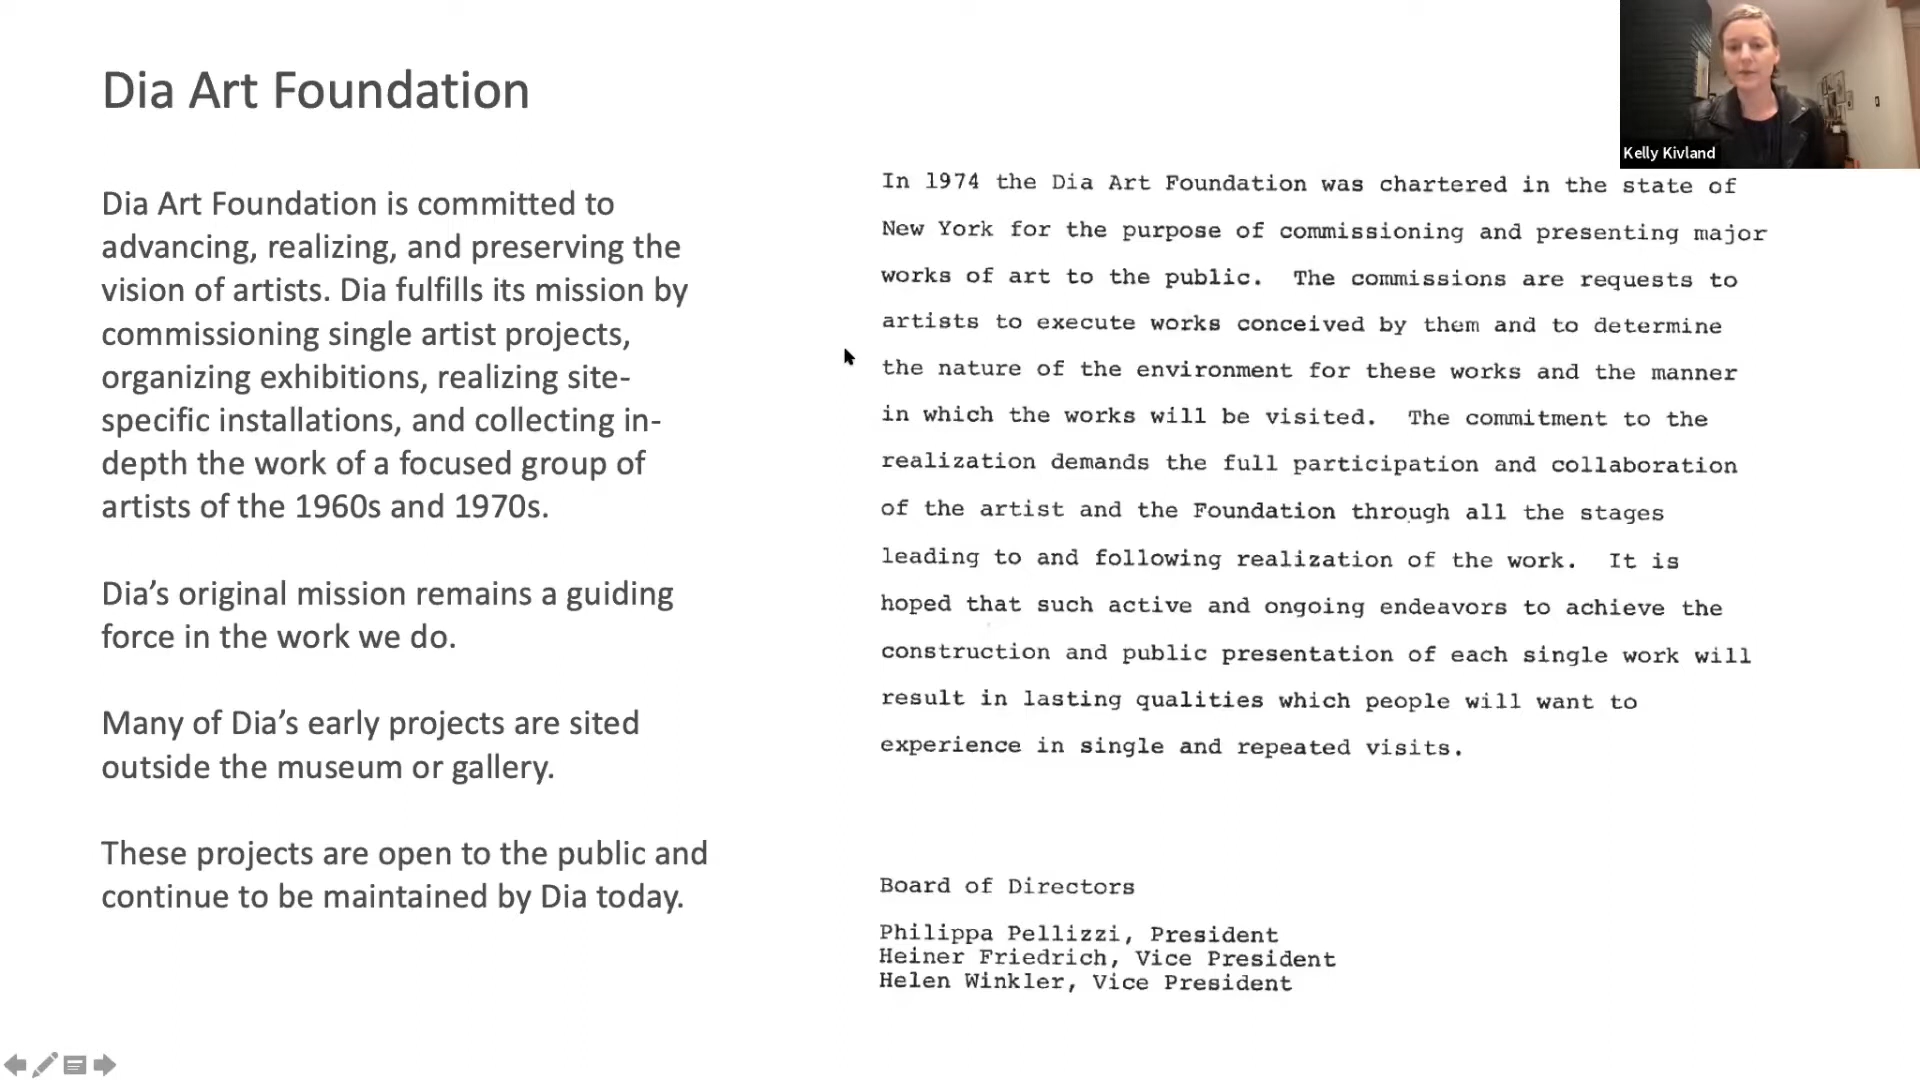 Dia Art Foundation
Dia Art Foundation is committed to
advancing, realizing, and preserving the
vision of artists. Dia fulfills its mission by
commissioning single artist projects,
organizing exhibitions, realizing site-
specific installations, and collecting in-
depth the work of a focused group of
artists of the 1960s and 1970s.
Dia’s original mission remains a guiding
force in the work we do.
Many of Dia’s early projects are sited
outside the museum or gallery.
These projects are open to the public and
continue to be maintained by Dia today.
Kelly Kivland
In 1974 the Dia Art Foundation was chartered in the state of
New York for the purpose of commissioning and presenting major
works of art to the public. The commissions are requests to
artists to execute works conceived by them and to determine
the nature of the environment for these works and the manner
in which the works will be visited. The commitment to the
realization demands the full participation and collaboration
of the artist and the Foundation through all the stages
leading to and following realization of the work. It is
hoped that such active and ongoing endeavors to achieve the
construction and public presentation of each single work will
result in lasting qualities which people will want to
experience in single and repeated visits.
Board of Directors
Philippa Pellizzi, President
Heiner Friedrich, Vice President
Helen Winkler, Vice President